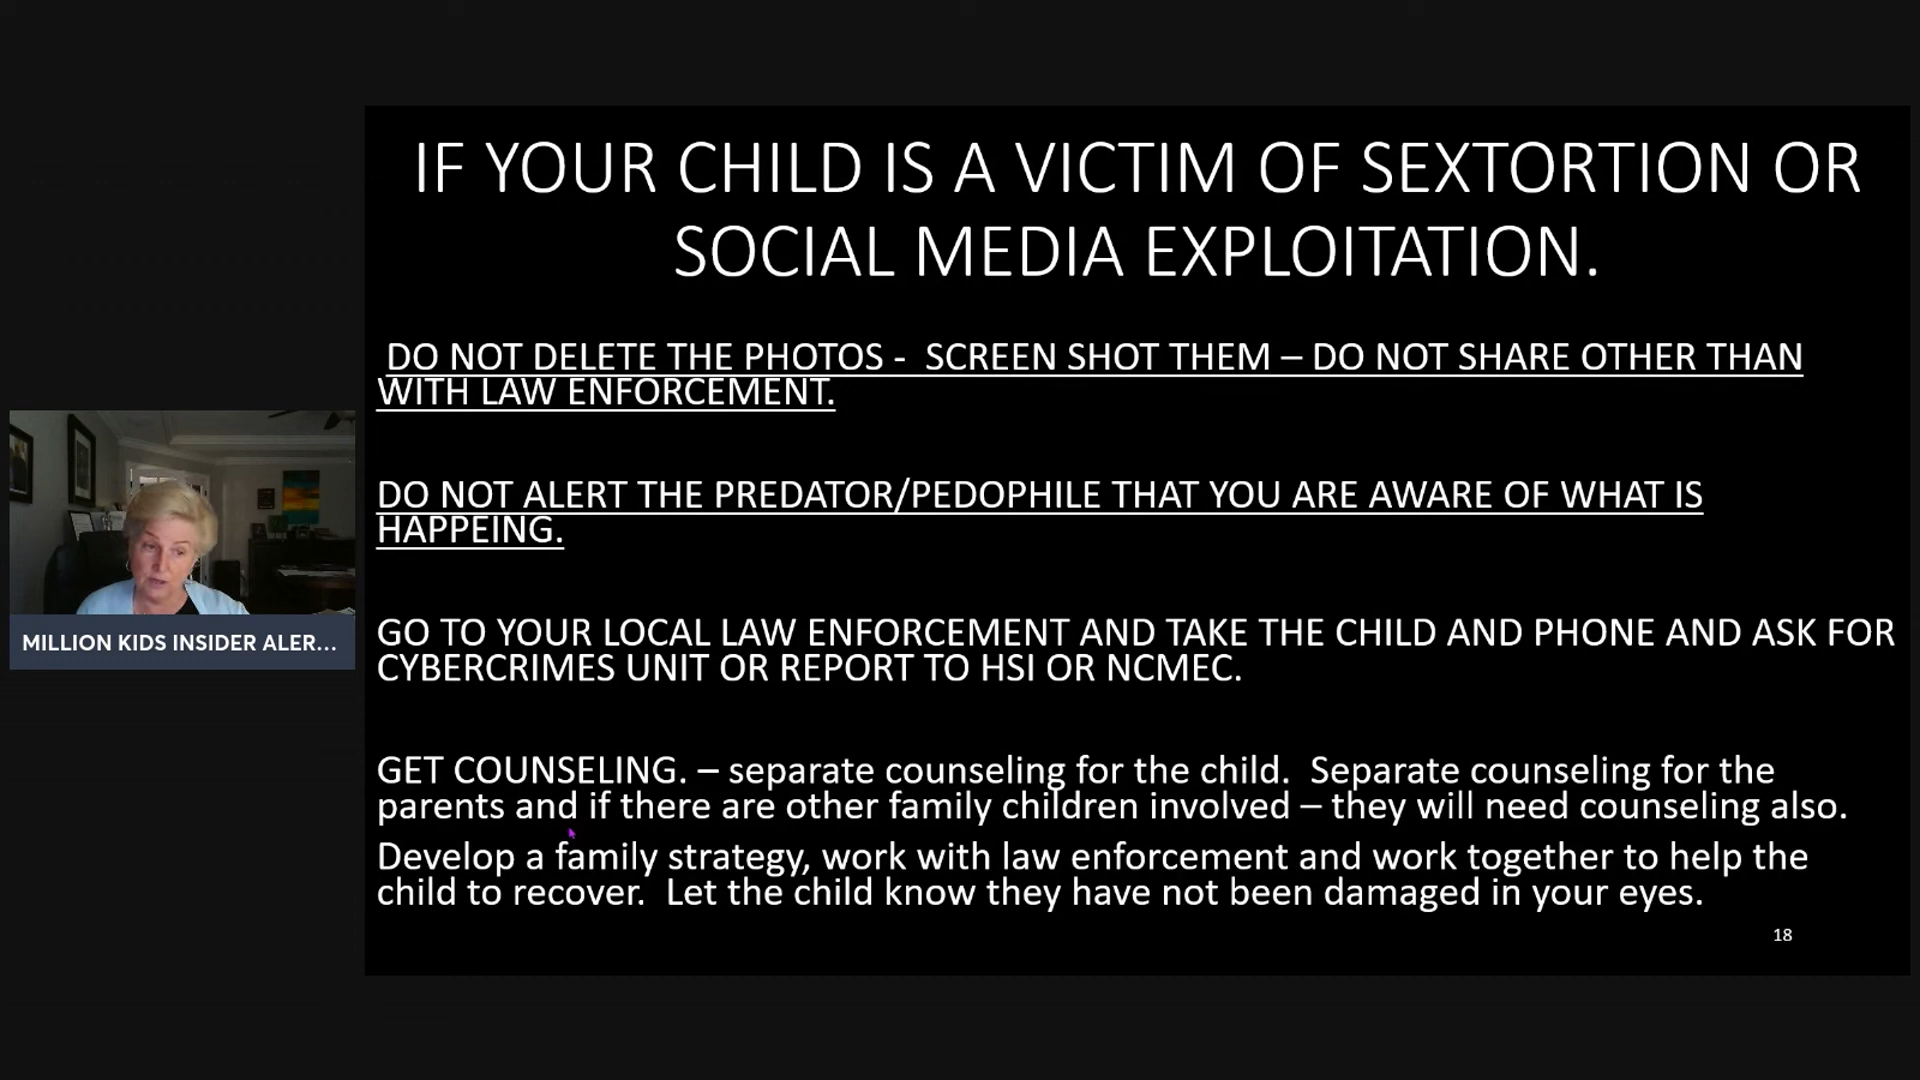 IF YOUR CHILD IS A VICTIM OF SEXTORTION OR
SOCIAL MEDIA EXPLOITATION.
DO NOT DELETE THE PHOTOS - SCREEN SHOT THEM – DO NOT SHARE OTHER THAN
WITH LAW ENFORCEMENT.
DO NOT ALERT THE PREDATOR/PEDOPHILE THAT YOU ARE AWARE OF WHAT IS
HAPPEING.
GO TO YOUR LOCAL LAW ENFORCEMENT AND TAKE THE CHILD AND PHONE AND ASK FOR
CYBERCRIMES UNIT OR REPORT TO HSI OR NCMEC.
GET COUNSELING. – separate counseling for the child. Separate counseling for the
parents and if there are other family children involved – they will need counseling also.
Develop a family strategy, work with law enforcement and work together to help the
child to recover. Let the child know they have not been damaged in your eyes.
18
MILLION KIDS INSIDER ALER...